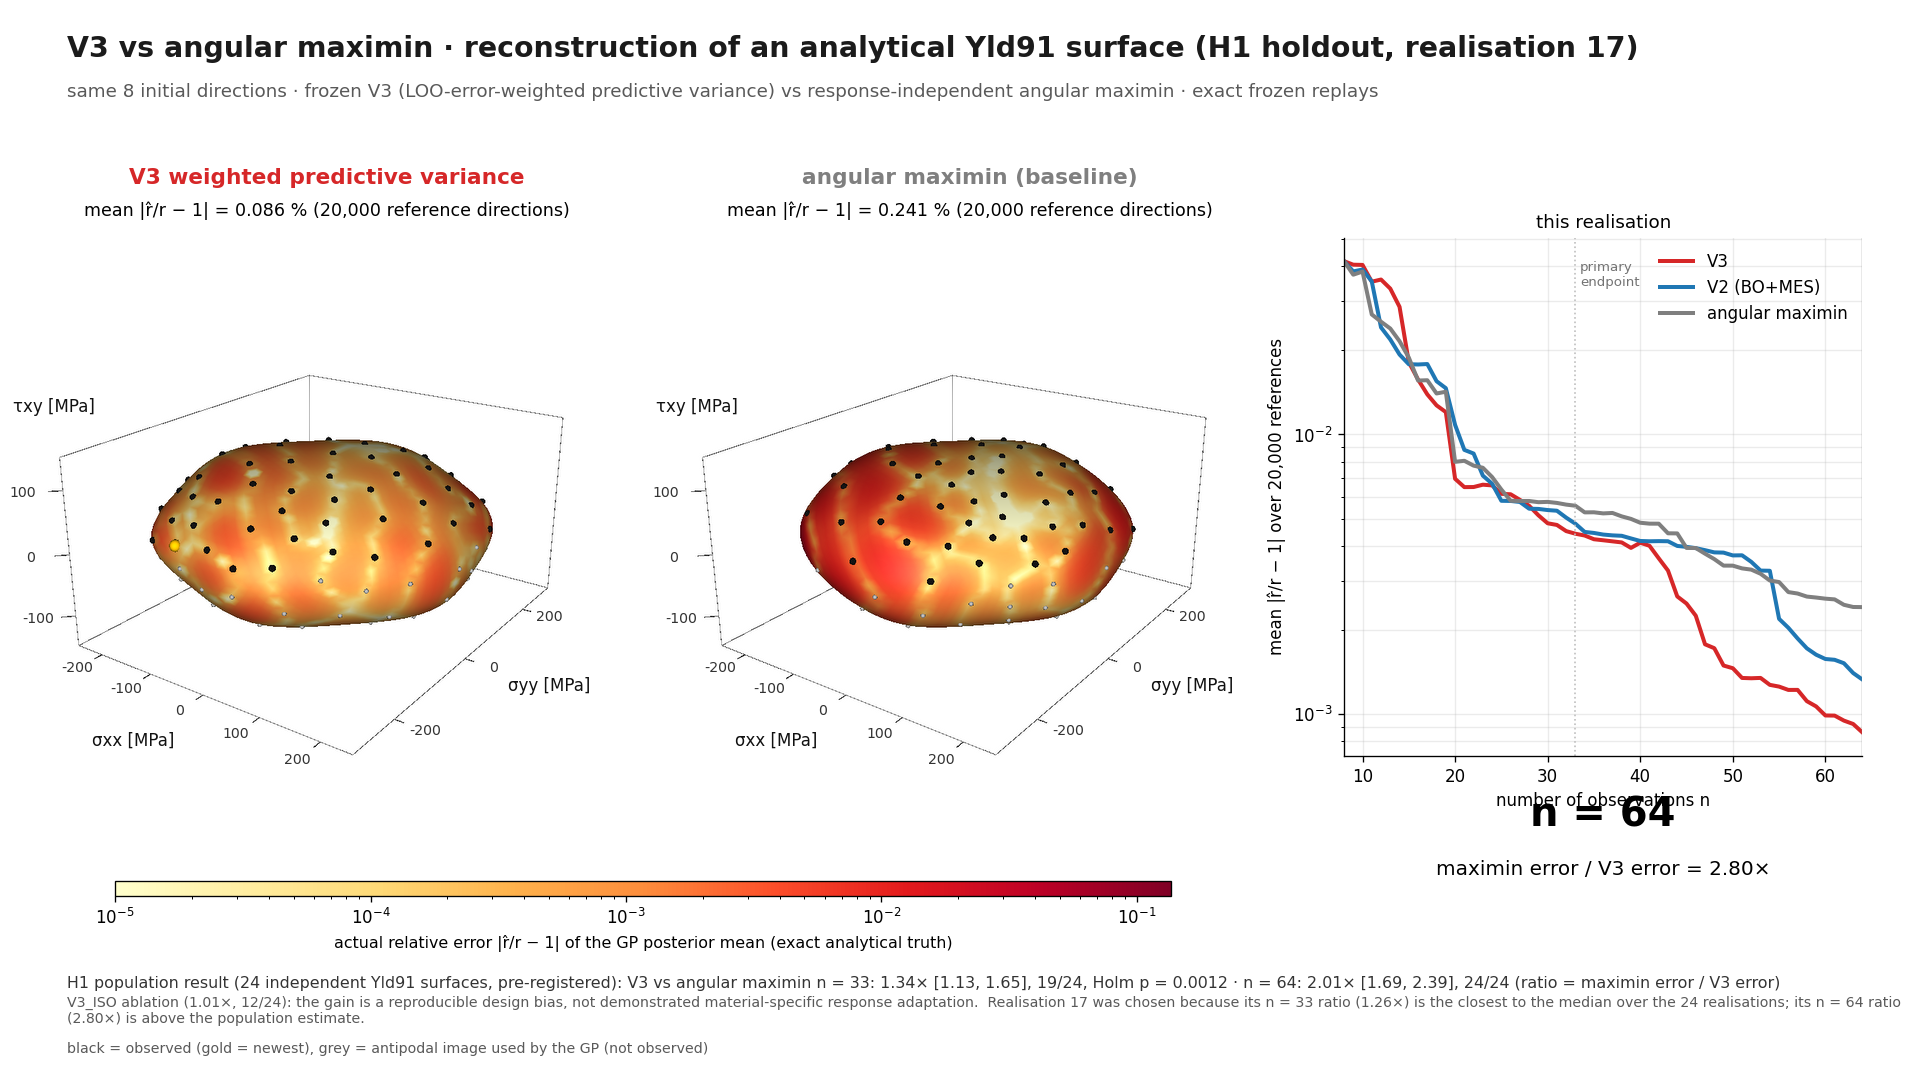 V3 vs angular maximin · reconstruction of an analytical Yld91 surface (H1 holdout, realisation 17)
same 8 initial directions · frozen V3 (LOO-error-weighted predictive variance) vs response-independent angular maximin · exact frozen replays
V3 weighted predictive variance
mean |r̂/r − 1| = 0.086 % (20,000 reference directions)
τxy [MPa]
100
0
-100
-200
-100
0
100
200
σxx [MPa]
200
0
-200
σyy [MPa]
angular maximin (baseline)
mean |r̂/r − 1| = 0.241 % (20,000 reference directions)
τxy [MPa]
100
0
-100
-200
-100
0
100
200
σxx [MPa]
200
0
-200
σyy [MPa]
this realisation
primary
endpoint
V3
V2 (BO+MES)
angular maximin
mean |r̂/r − 1| over 20,000 references
10⁻²
10⁻³
10 20 30 40 50 60
number of observations n
n = 64
maximin error / V3 error = 2.80×
10⁻⁵ 10⁻⁴ 10⁻³ 10⁻² 10⁻¹
actual relative error |r̂/r − 1| of the GP posterior mean (exact analytical truth)
H1 population result (24 independent Yld91 surfaces, pre-registered): V3 vs angular maximin n = 33: 1.34× [1.13, 1.65], 19/24, Holm p = 0.0012 · n = 64: 2.01× [1.69, 2.39], 24/24 (ratio = maximin error / V3 error)
V3_ISO ablation (1.01×, 12/24): the gain is a reproducible design bias, not demonstrated material-specific response adaptation. Realisation 17 was chosen because its n = 33 ratio (1.26×) is the closest to the median over the 24 realisations; its n = 64 ratio
(2.80×) is above the population estimate.
black = observed (gold = newest), grey = antipodal image used by the GP (not observed)